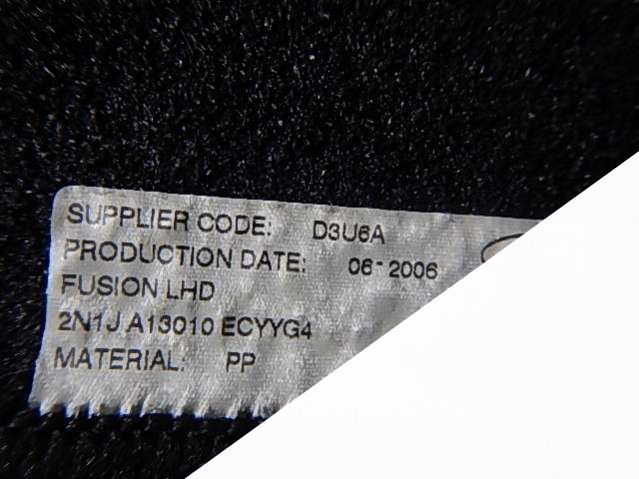 SUPPLIER CODE: D3U6A
PRODUCTION DATE: 06-2006
FUSION LHD
2N1J A13010 ECYYG4
MATERIAL: PP